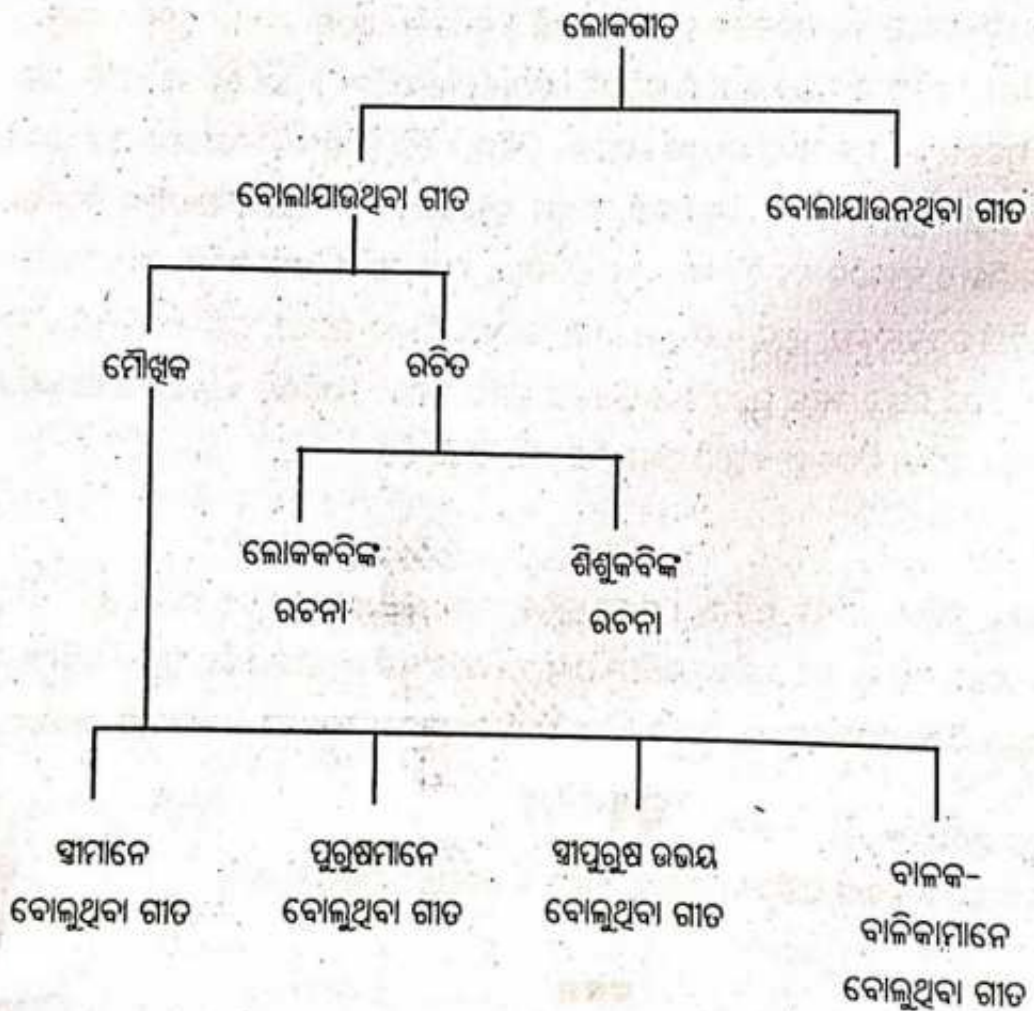 ଲୋକଗୀତ
ବୋଲାଯାଉଥିବା ଗୀତ
ବୋଲାଯାଉନଥିବା ଗୀତ
ମୌଖିକ
ରଚିତ
ଲୋକକବିଙ୍କ
ରଚନା
ଶିଶୁକବିଙ୍କ
ରଚନା
ସ୍ତ୍ରୀମାନେ
ବୋଲୁଥିବା ଗୀତ
ପୁରୁଷମାନେ
ବୋଲୁଥିବା ଗୀତ
ସ୍ତ୍ରୀପୁରୁଷ ଉଭୟ
ବୋଲୁଥିବା ଗୀତ
ବାଳକ-
ବାଳିକାମାନେ
ବୋଲୁଥିବା ଗୀତ